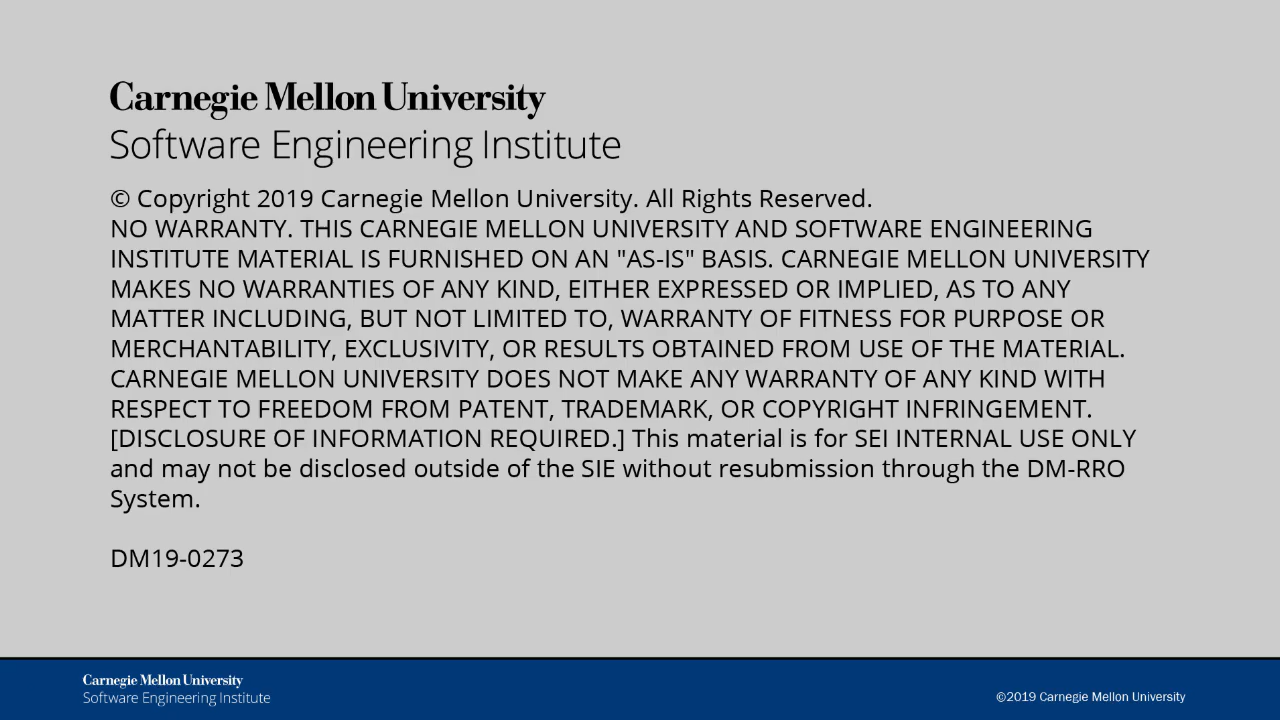 Carnegie Mellon University
Software Engineering Institute
© Copyright 2019 Carnegie Mellon University. All Rights Reserved.
NO WARRANTY. THIS CARNEGIE MELLON UNIVERSITY AND SOFTWARE ENGINEERING
INSTITUTE MATERIAL IS FURNISHED ON AN "AS-IS" BASIS. CARNEGIE MELLON UNIVERSITY
MAKES NO WARRANTIES OF ANY KIND, EITHER EXPRESSED OR IMPLIED, AS TO ANY
MATTER INCLUDING, BUT NOT LIMITED TO, WARRANTY OF FITNESS FOR PURPOSE OR
MERCHANTABILITY, EXCLUSIVITY, OR RESULTS OBTAINED FROM USE OF THE MATERIAL.
CARNEGIE MELLON UNIVERSITY DOES NOT MAKE ANY WARRANTY OF ANY KIND WITH
RESPECT TO FREEDOM FROM PATENT, TRADEMARK, OR COPYRIGHT INFRINGEMENT.
[DISCLOSURE OF INFORMATION REQUIRED.] This material is for SEI INTERNAL USE ONLY
and may not be disclosed outside of the SIE without resubmission through the DM-RRO
System.
DM19-0273
Carnegie Mellon University
Software Engineering Institute
©2019 Carnegie Mellon University